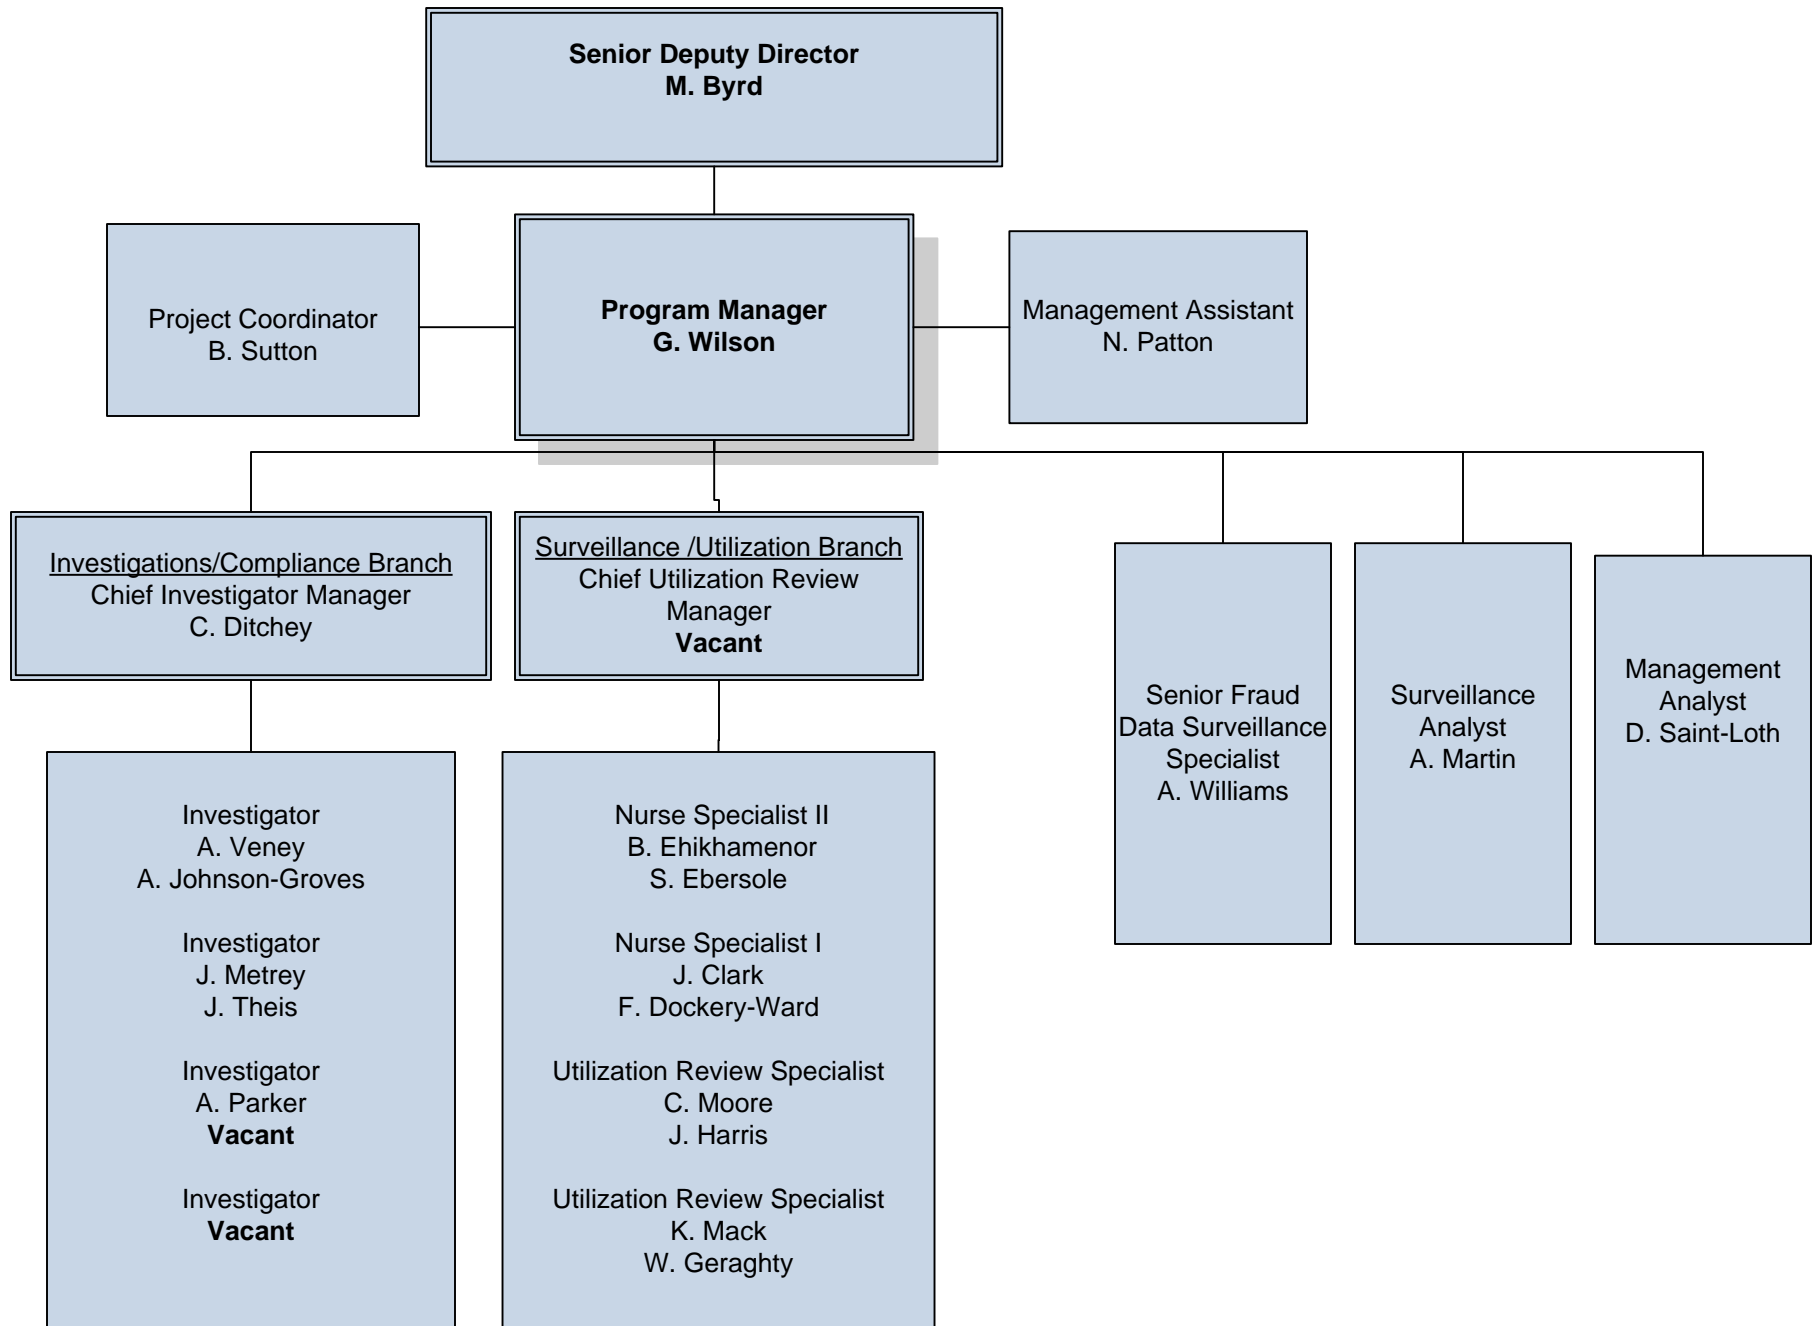 Senior Deputy Director
M. Byrd
Project Coordinator
B. Sutton
Program Manager
G. Wilson
Management Assistant
N. Patton
Investigations/Compliance Branch
Chief Investigator Manager
C. Ditchey
Surveillance /Utilization Branch
Chief Utilization Review
Manager
Vacant
Senior Fraud
Data Surveillance
Specialist
A. Williams
Surveillance
Analyst
A. Martin
Management
Analyst
D. Saint-Loth
Investigator
A. Veney
A. Johnson-Groves
Investigator
J. Metrey
J. Theis
Investigator
A. Parker
Vacant
Investigator
Vacant
Nurse Specialist II
B. Ehikhamenor
S. Ebersole
Nurse Specialist I
J. Clark
F. Dockery-Ward
Utilization Review Specialist
C. Moore
J. Harris
Utilization Review Specialist
K. Mack
W. Geraghty